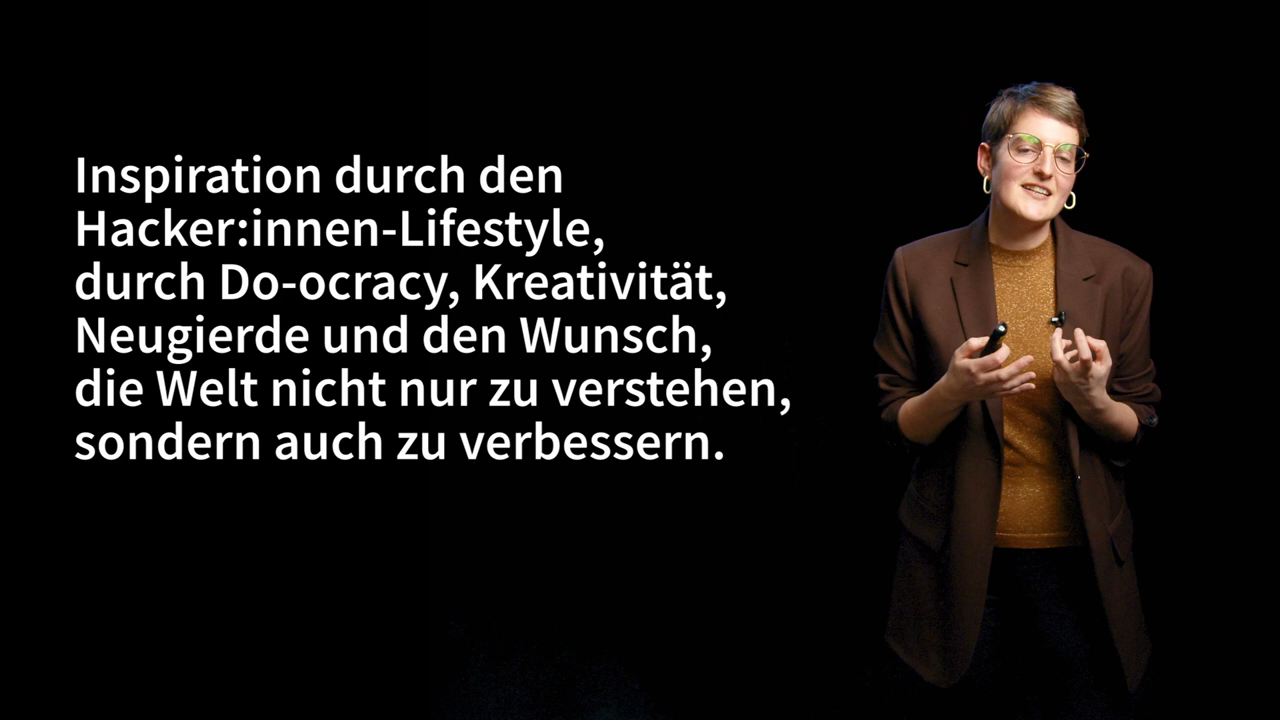 Inspiration durch den
Hacker:innen-Lifestyle,
durch Do-ocracy, Kreativität,
Neugierde und den Wunsch,
die Welt nicht nur zu verstehen,
sondern auch zu verbessern.